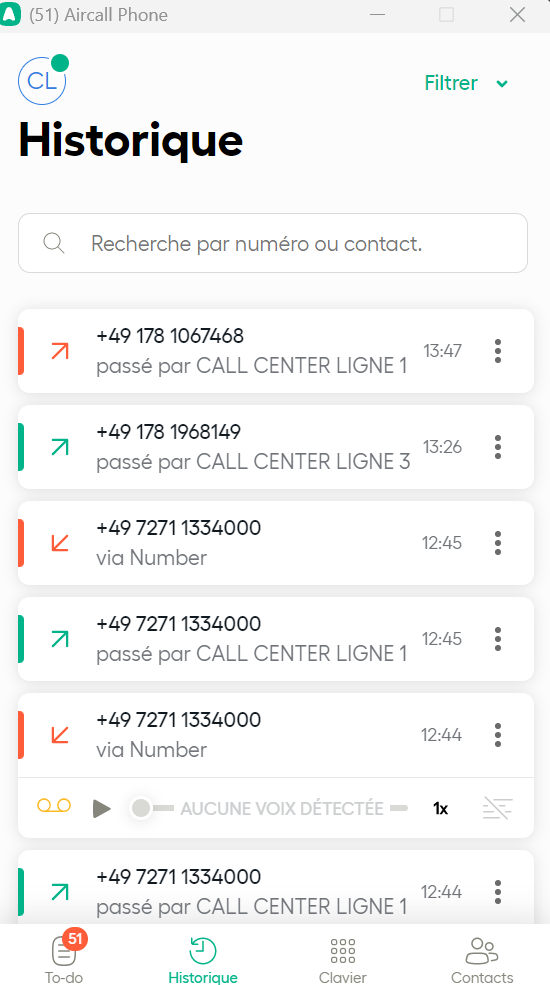 (51) Aircall Phone
CL
Filtrer
Historique
Recherche par numéro ou contact.
+49 178 1067468
passé par CALL CENTER LIGNE 1
13:47
+49 178 1968149
passé par CALL CENTER LIGNE 3
13:26
+49 7271 1334000
via Number
12:45
+49 7271 1334000
passé par CALL CENTER LIGNE 1
12:45
+49 7271 1334000
via Number
12:44
AUCUNE VOIX DÉTECTÉE
1x
+49 7271 1334000
passé par CALL CENTER LIGNE 1
12:44
51
To-do
Historique
Clavier
Contacts